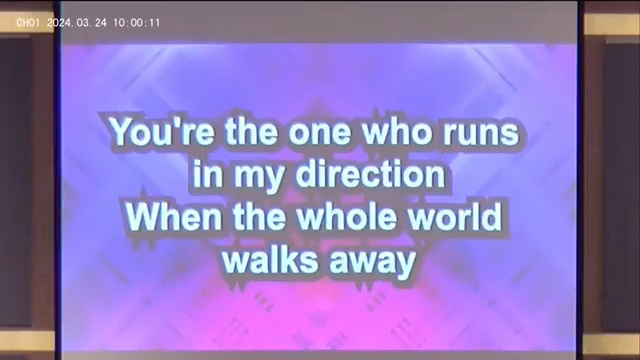 CH01 2024.03.24 10:00:11
You're the one who runs
in my direction
When the whole world
walks away